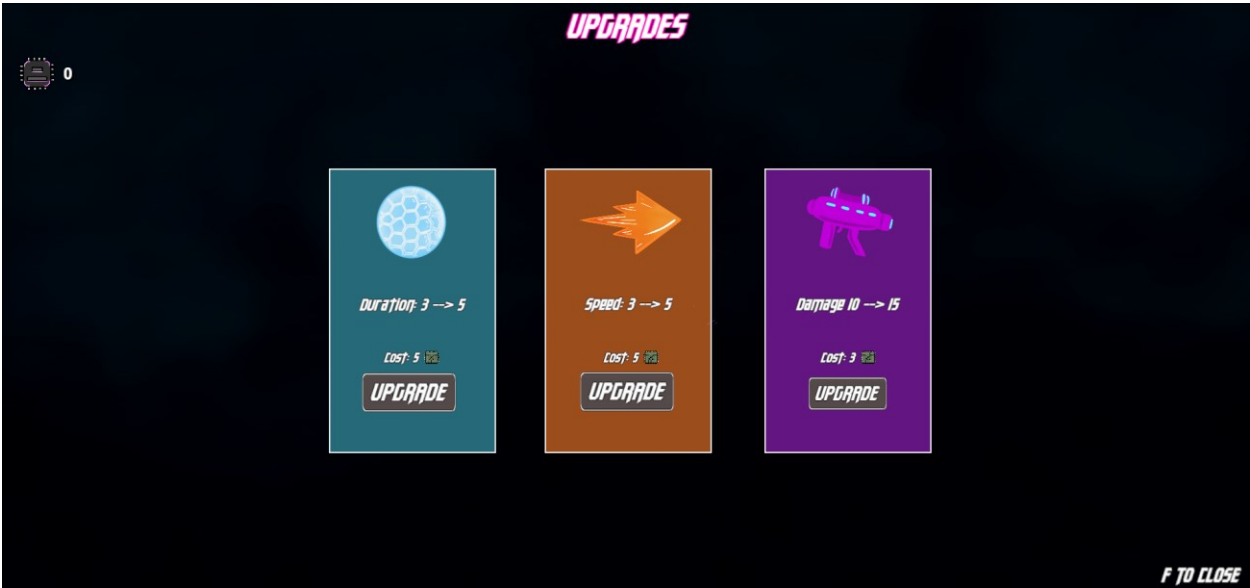 UPGRADES
0
Duration: 3 --> 5
Cost: 5
UPGRADE
Speed: 3 --> 5
Cost: 5
UPGRADE
Damage 10 --> 15
Cost: 3
UPGRADE
F TO CLOSE